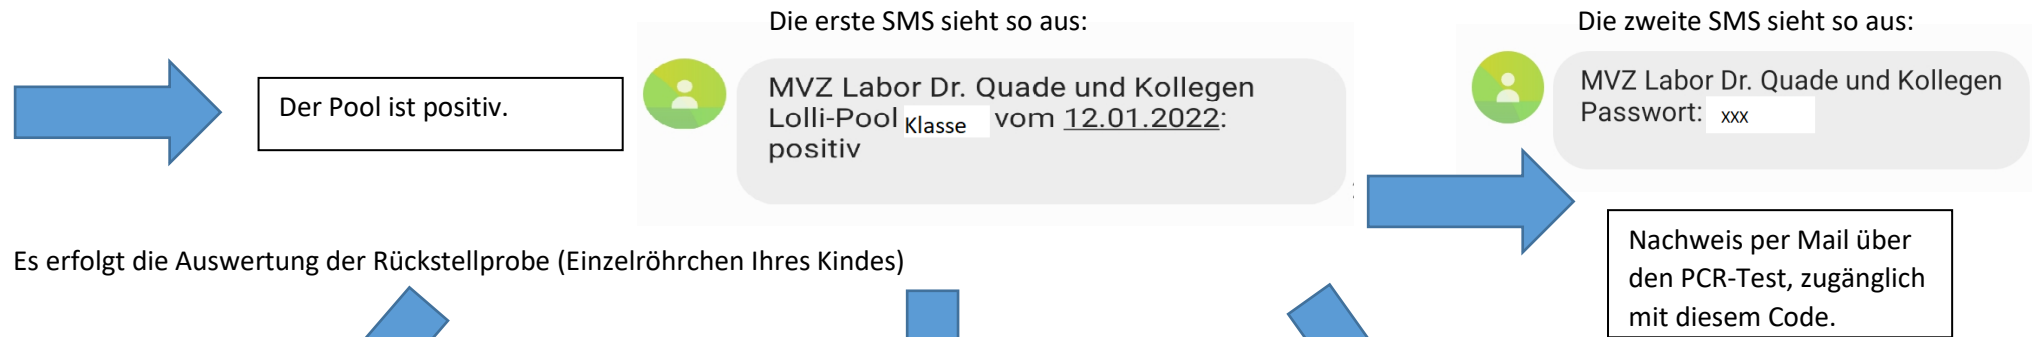 Die erste SMS sieht so aus:
Die zweite SMS sieht so aus:
Der Pool ist positiv.
MVZ Labor Dr. Quade und Kollegen
Lolli-Pool Klasse vom 12.01.2022:
positiv
MVZ Labor Dr. Quade und Kollegen
Passwort: xxx
Nachweis per Mail über
den PCR-Test, zugänglich
mit diesem Code.
Es erfolgt die Auswertung der Rückstellprobe (Einzelröhrchen Ihres Kindes)